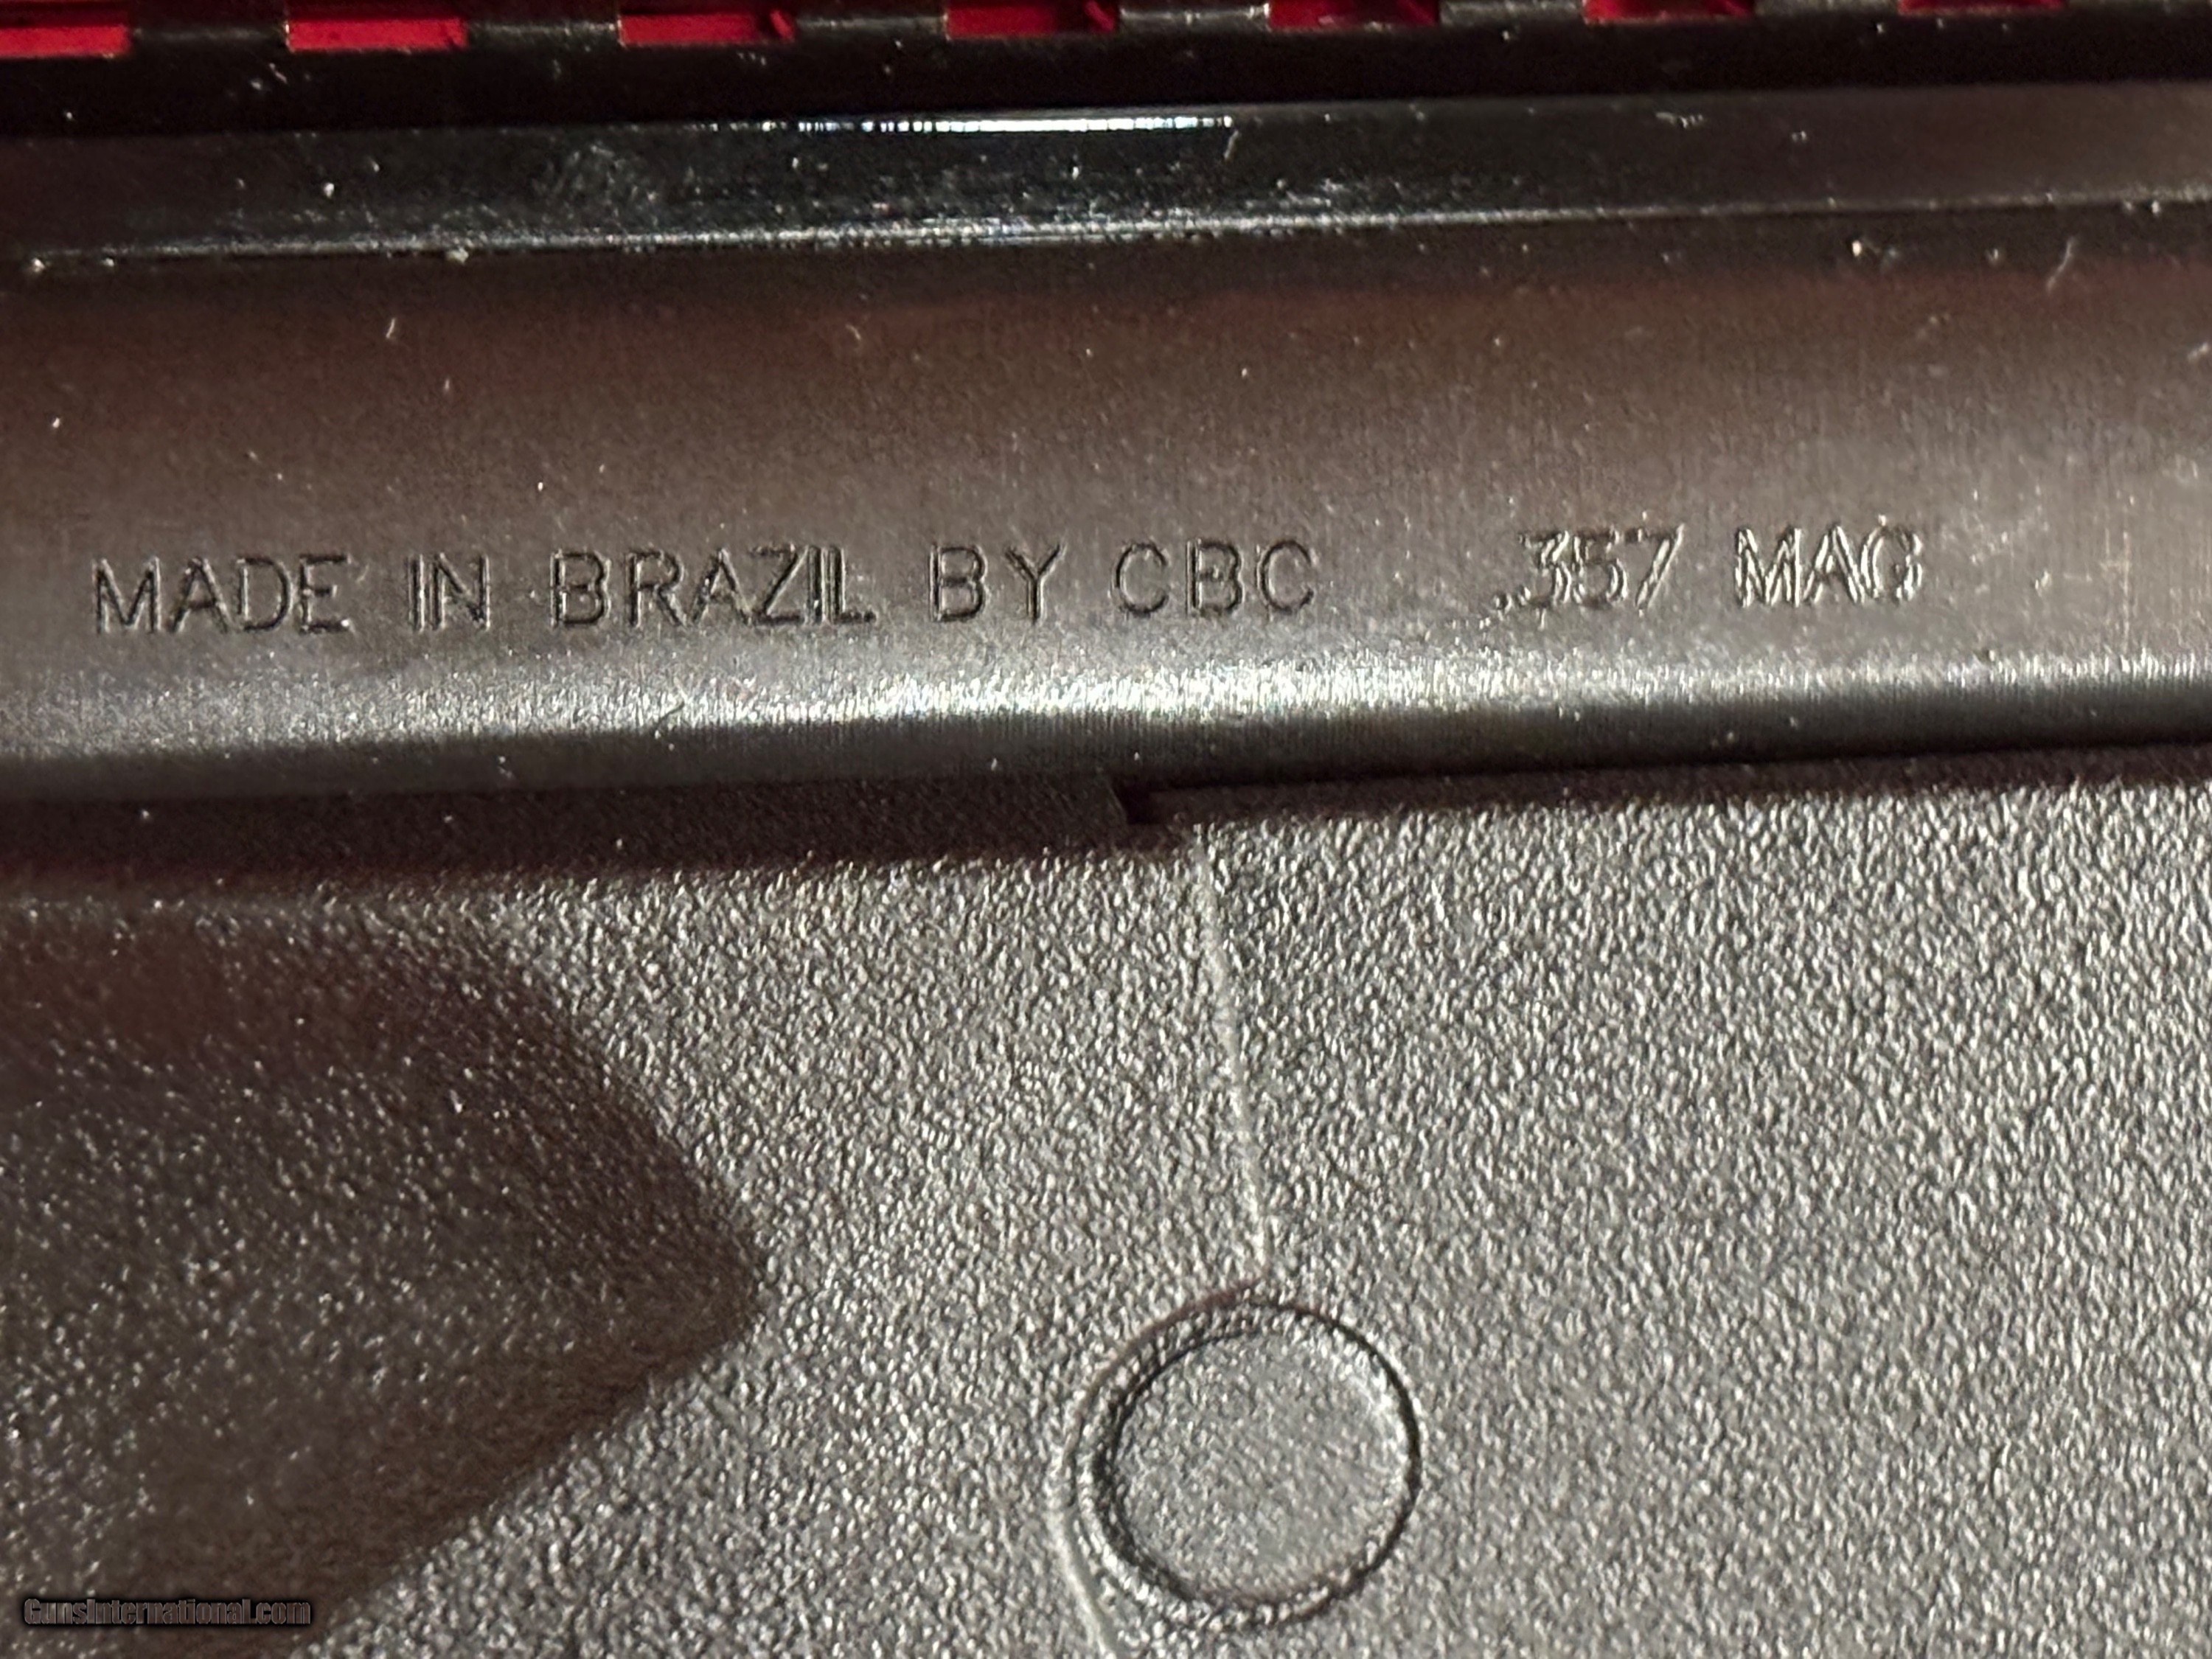 MADE IN BRAZIL BY CBC .357 MAG
GunsInternational.com